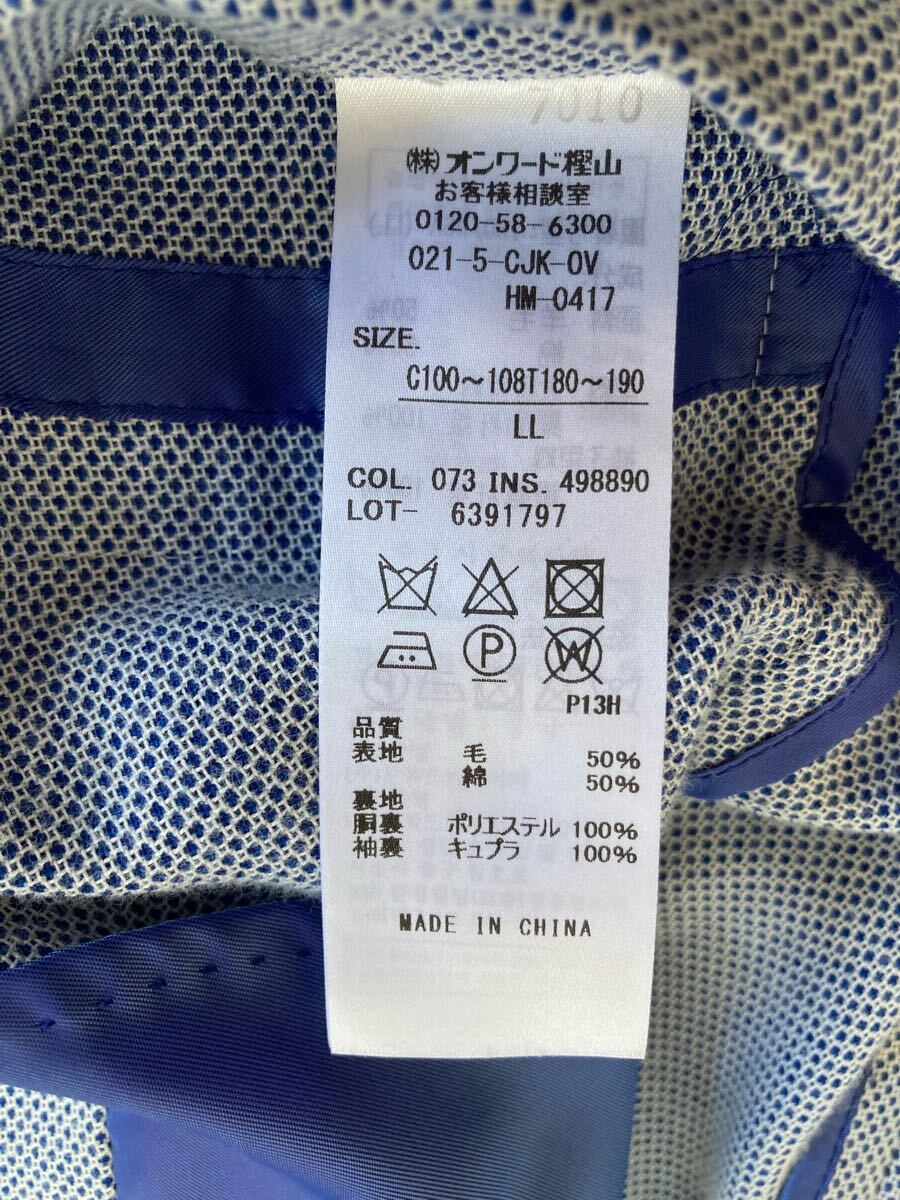 7010
(株)オンワード樫山
お客様相談室
0120-58-6300
021-5-CJK-OV
HM-0417
SIZE.
C100～108T180～190
LL
COL. 073 INS. 498890
LOT- 6391797
P
W
P13H
品質
表地 毛 50%
綿 50%
裏地
胴裏 ポリエステル 100%
袖裏 キュプラ 100%
MADE IN CHINA